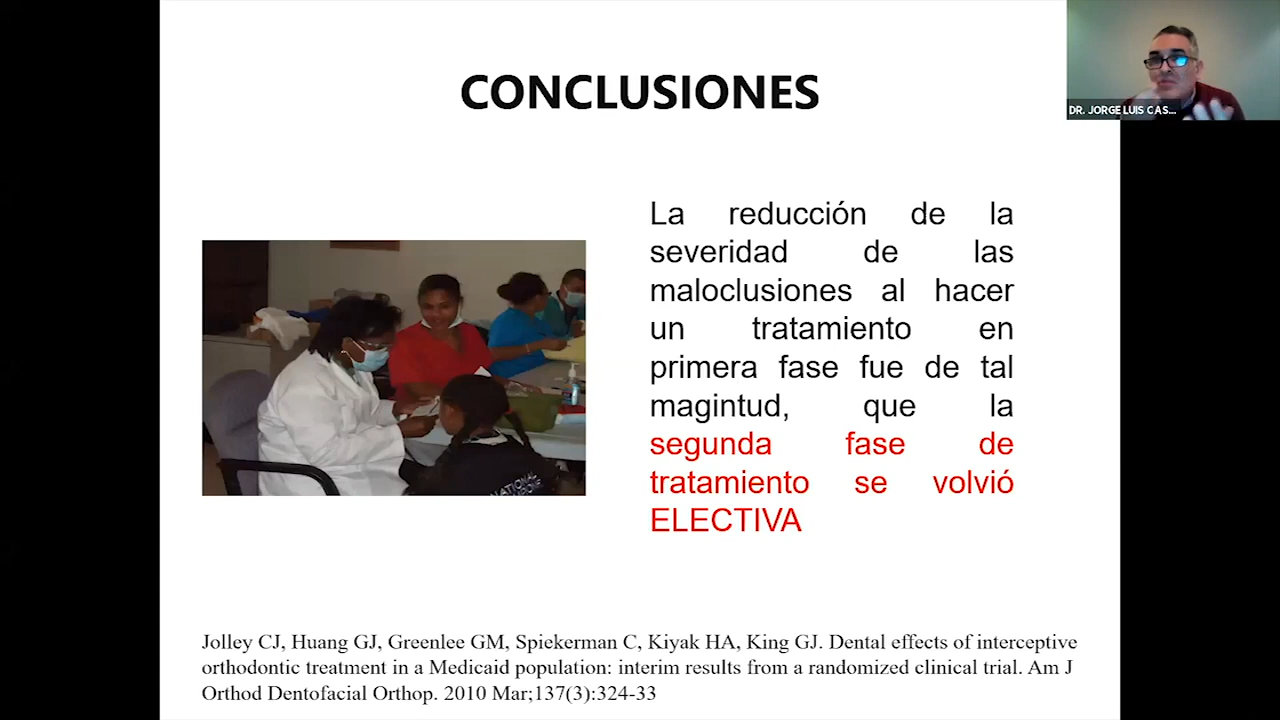 CONCLUSIONES
DR. JORGE LUIS CAS...
La reducción de la
severidad de las
maloclusiones al hacer
un tratamiento en
primera fase fue de tal
magintud, que la
segunda fase de
tratamiento se volvió
ELECTIVA
NATIONAL
Jolley CJ, Huang GJ, Greenlee GM, Spiekerman C, Kiyak HA, King GJ. Dental effects of interceptive
orthodontic treatment in a Medicaid population: interim results from a randomized clinical trial. Am J
Orthod Dentofacial Orthop. 2010 Mar;137(3):324-33